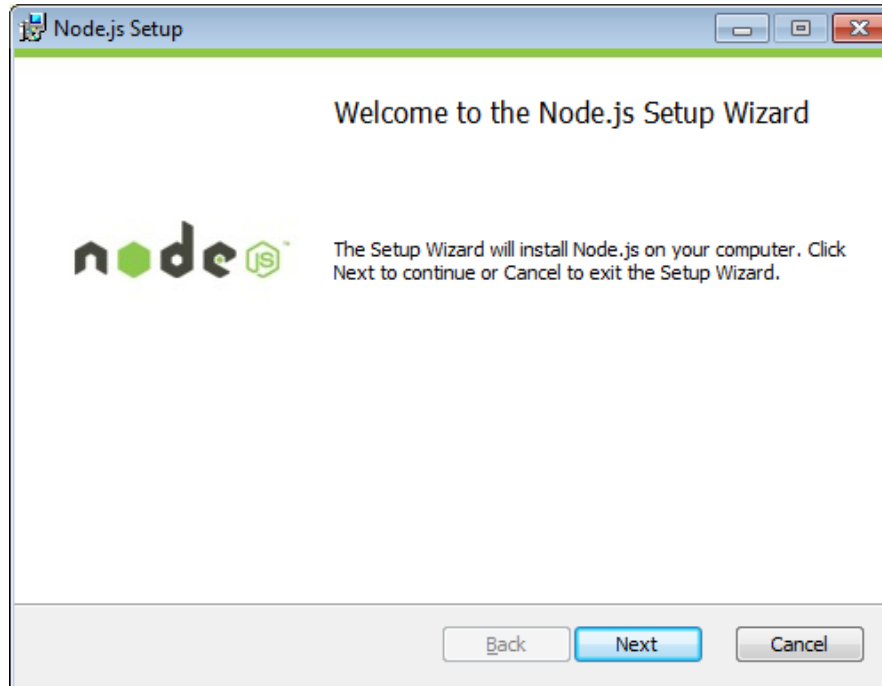 Node.js Setup
Welcome to the Node.js Setup Wizard
node JS™
The Setup Wizard will install Node.js on your computer. Click
Next to continue or Cancel to exit the Setup Wizard.
Back
Next
Cancel